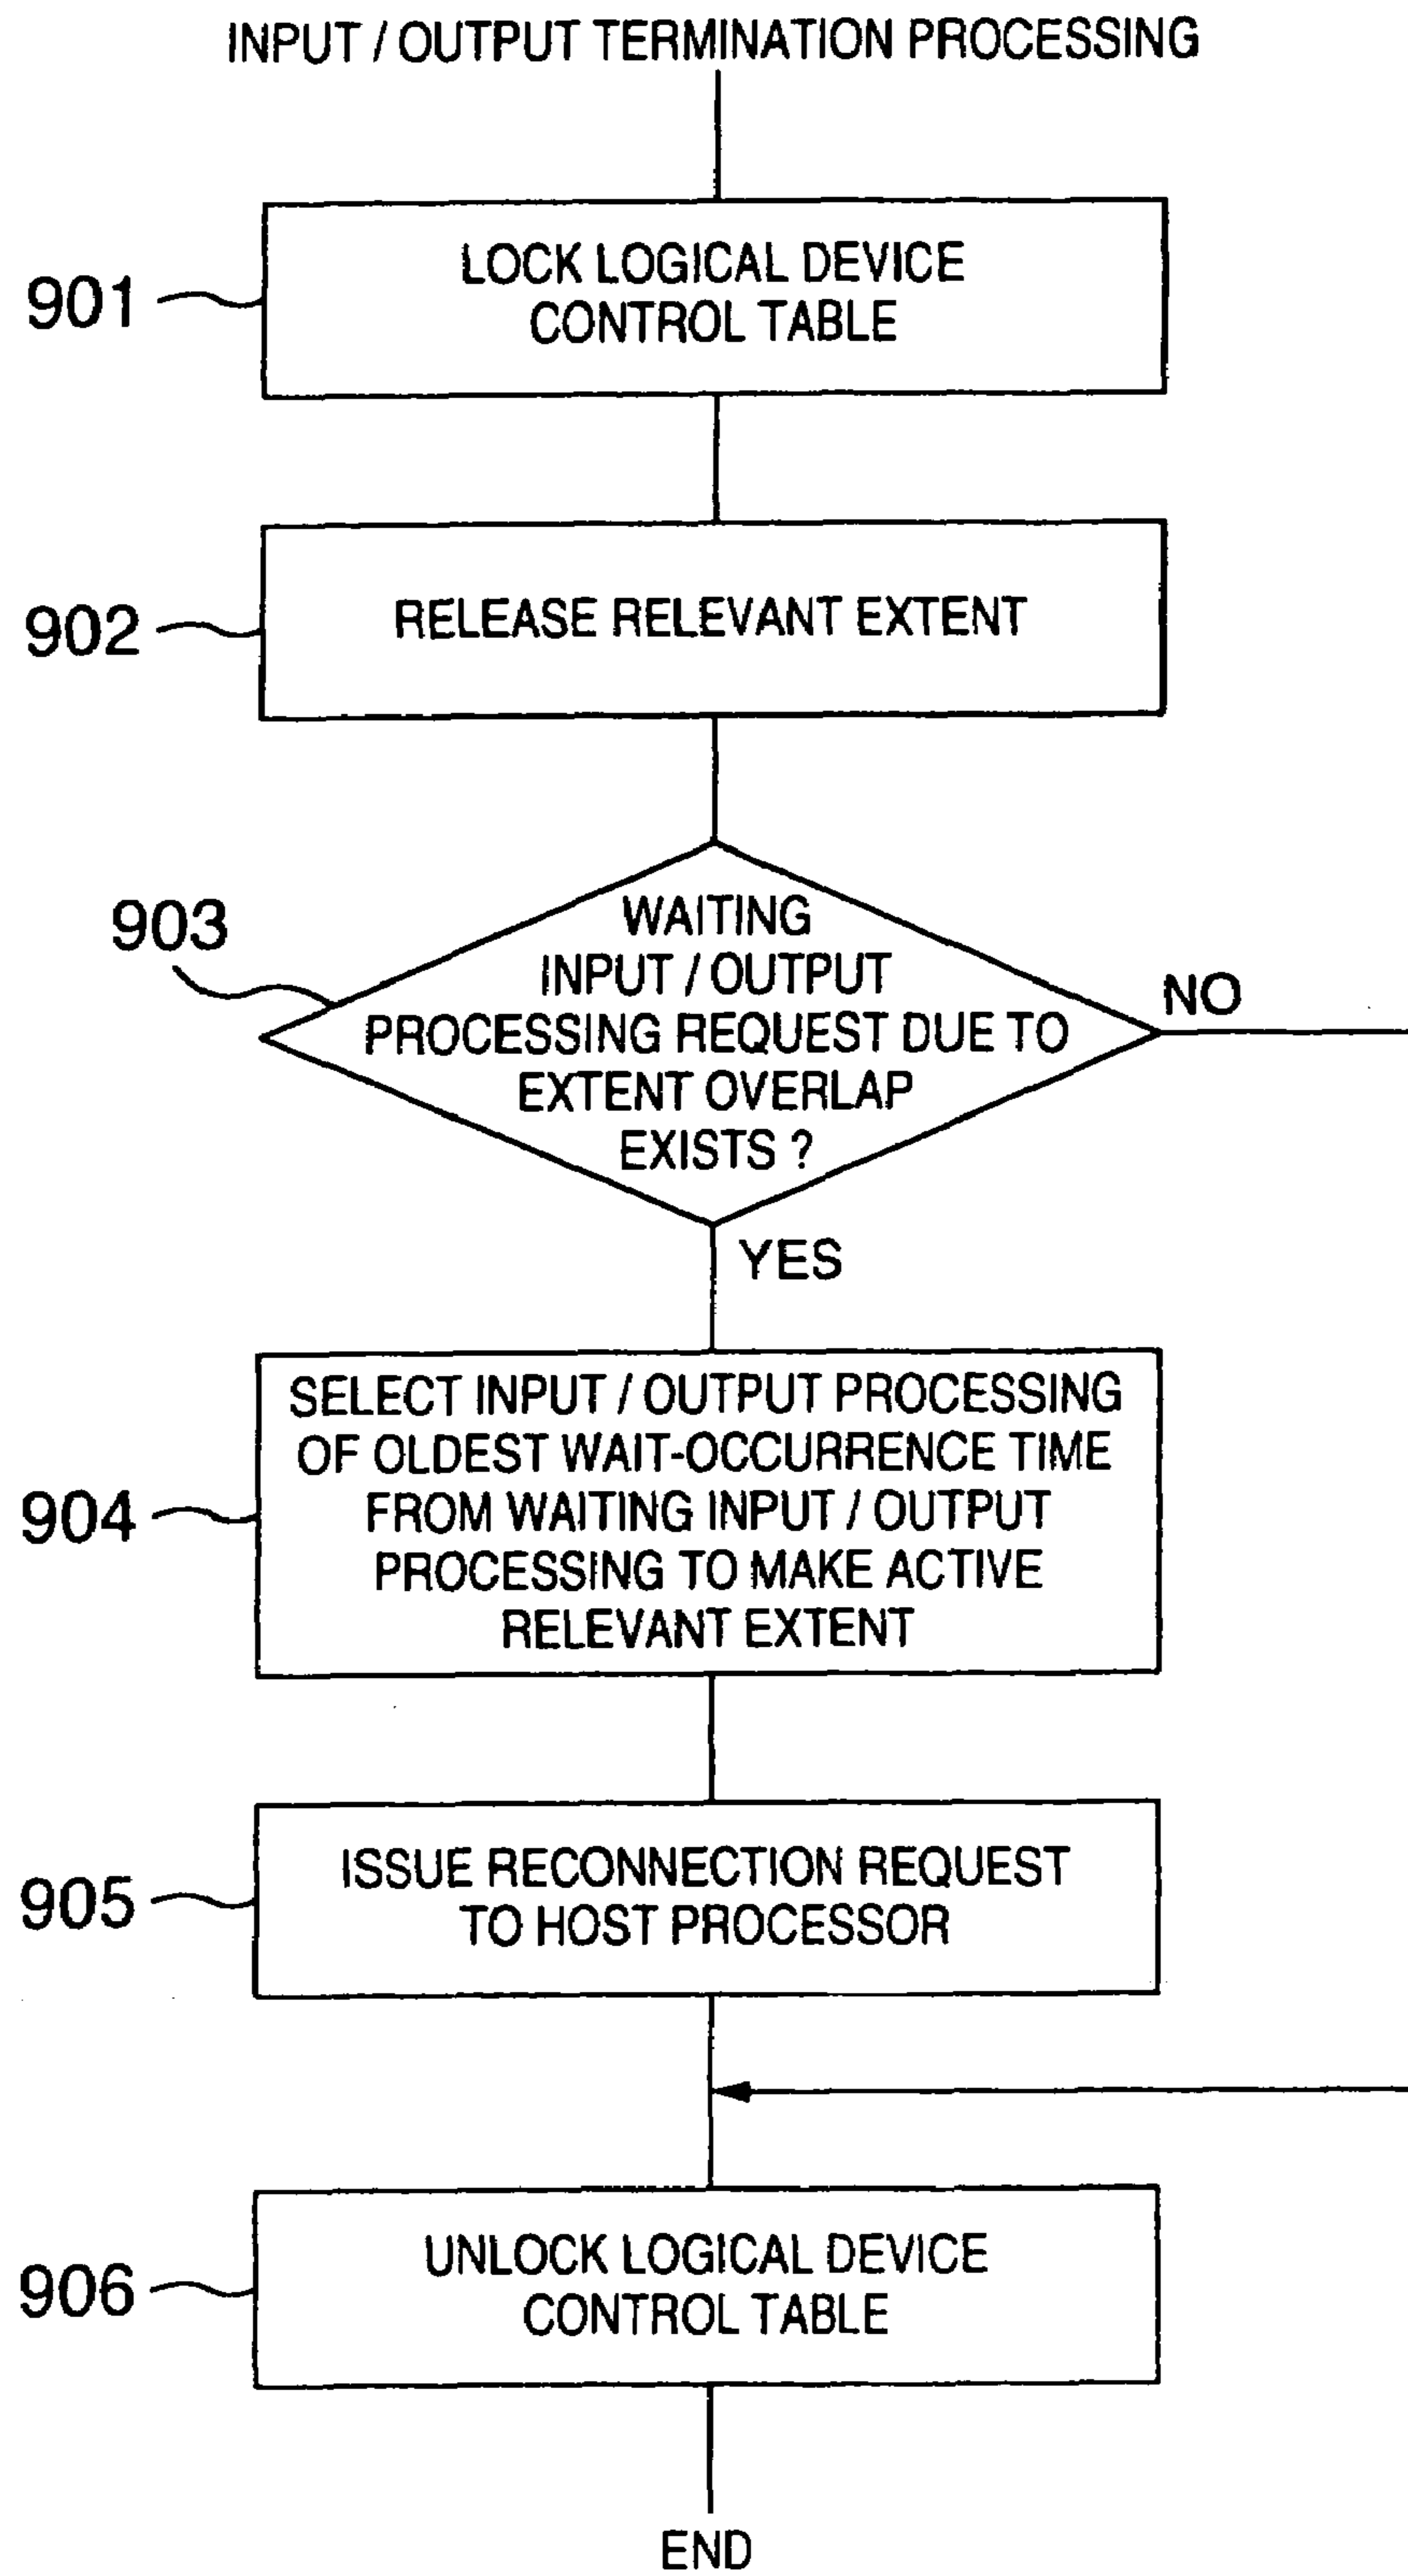 INPUT / OUTPUT TERMINATION PROCESSING
901
LOCK LOGICAL DEVICE
CONTROL TABLE
902
RELEASE RELEVANT EXTENT
903
WAITING
INPUT / OUTPUT
PROCESSING REQUEST DUE TO
EXTENT OVERLAP
EXISTS ?
NO
YES
904
SELECT INPUT / OUTPUT PROCESSING
OF OLDEST WAIT-OCCURRENCE TIME
FROM WAITING INPUT / OUTPUT
PROCESSING TO MAKE ACTIVE
RELEVANT EXTENT
905
ISSUE RECONNECTION REQUEST
TO HOST PROCESSOR
906
UNLOCK LOGICAL DEVICE
CONTROL TABLE
END